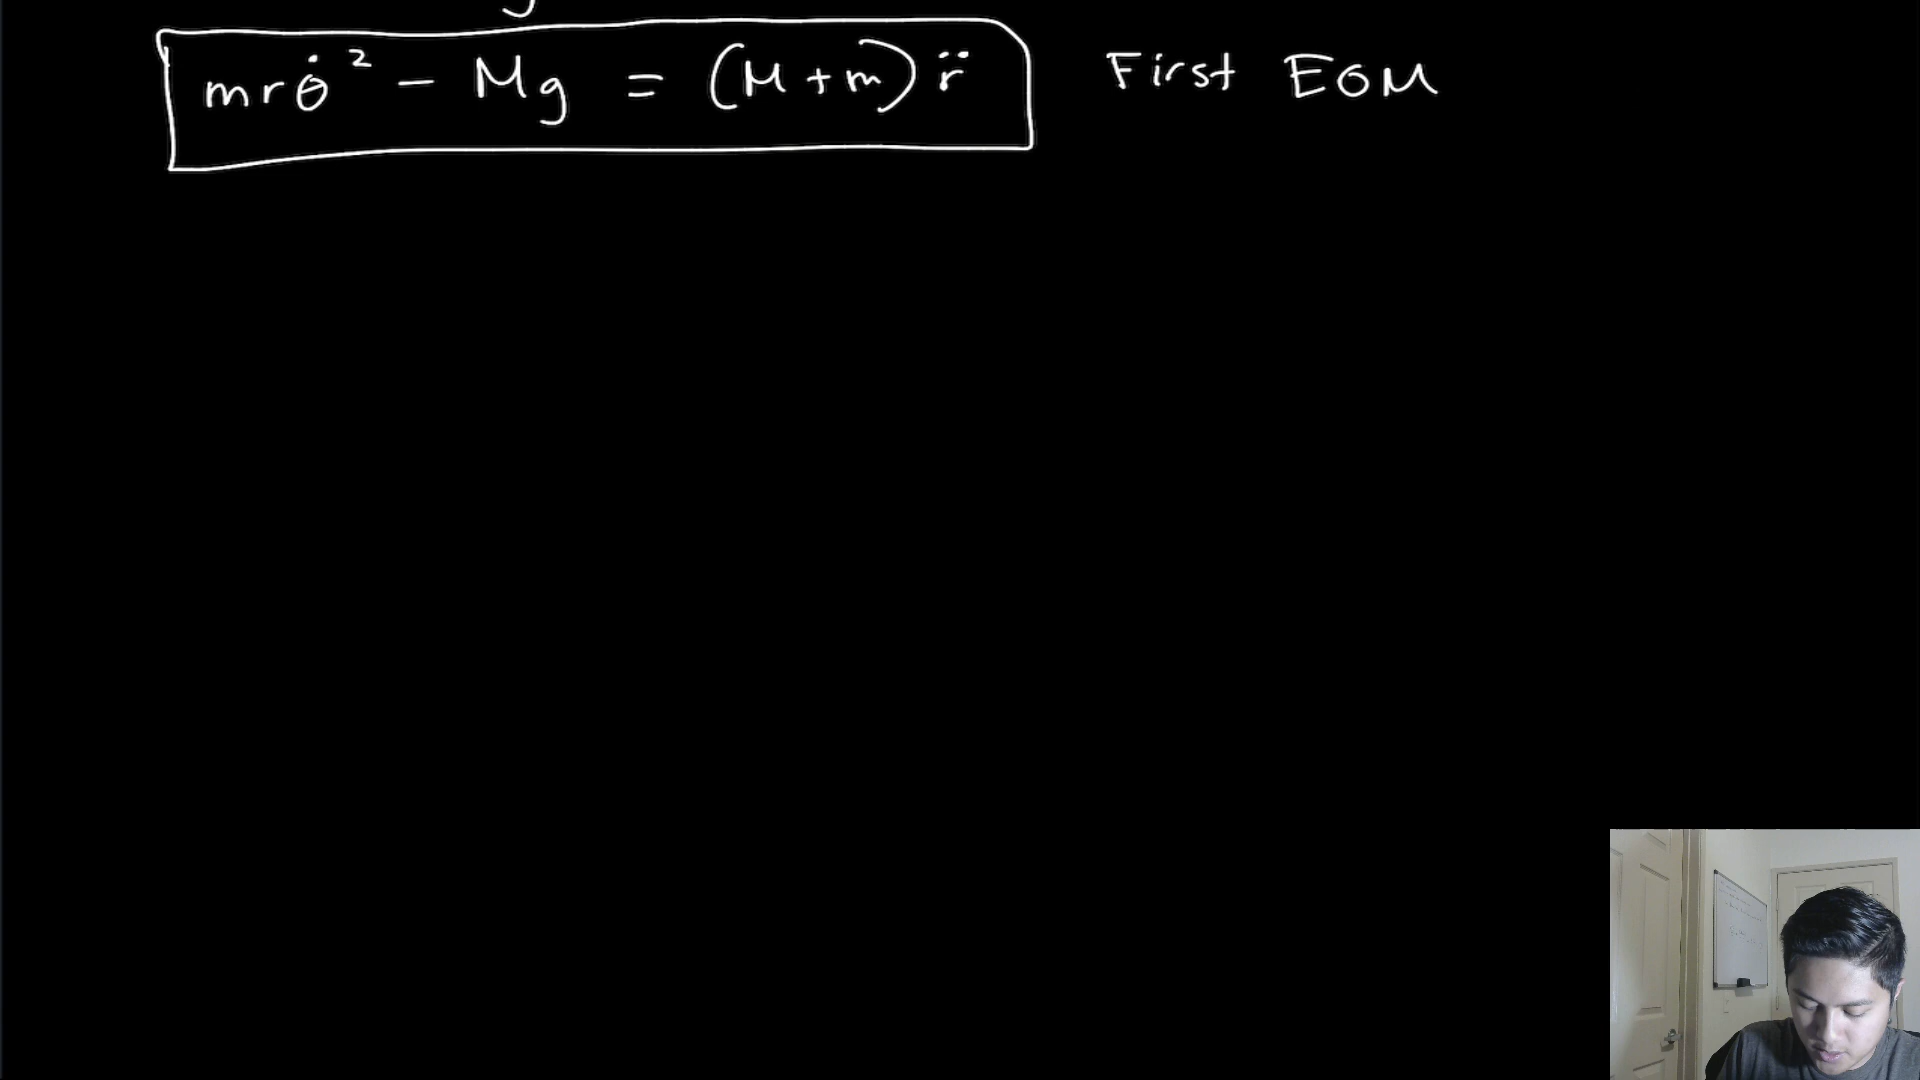 mrθ̇² - Mg = (M+m) r̈ First EOM